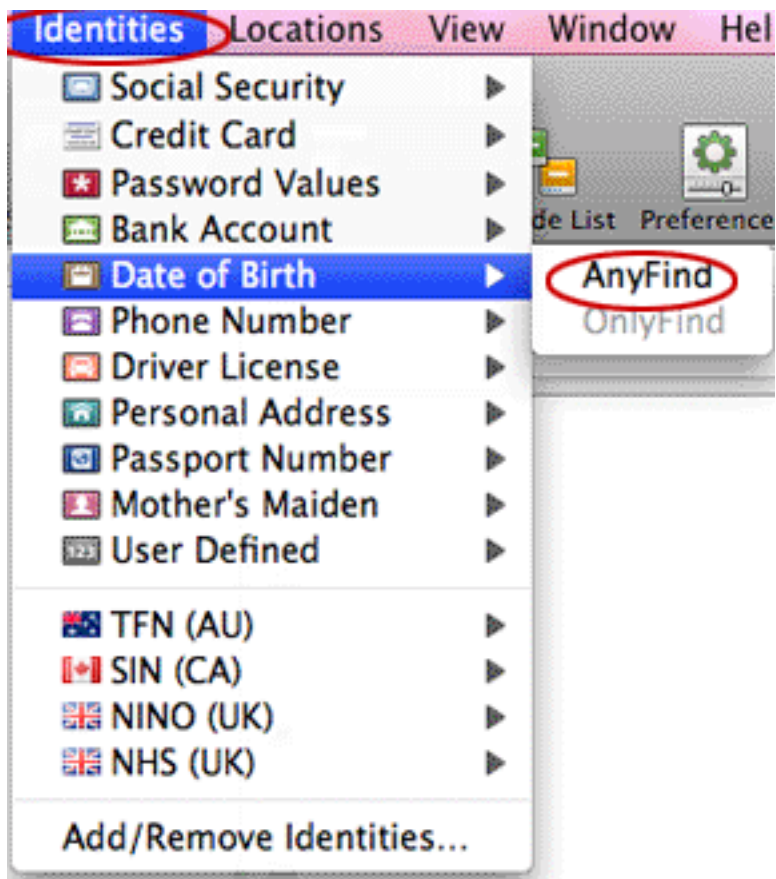 Identities Locations View Window Hel
Social Security
Credit Card
Password Values
Bank Account
de List Preference
Date of Birth
AnyFind
Phone Number
OnlyFind
Driver License
Personal Address
Passport Number
Mother's Maiden
123 User Defined
TFN (AU)
SIN (CA)
NINO (UK)
NHS (UK)
Add/Remove Identities...